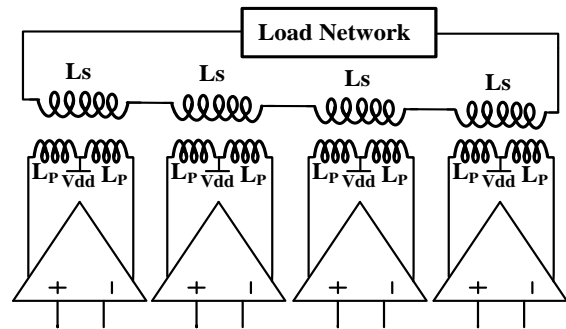 Load Network
Ls Ls Ls Ls
LP Vdd LP LP Vdd LP LP Vdd LP LP Vdd LP
+ − + − + − + −